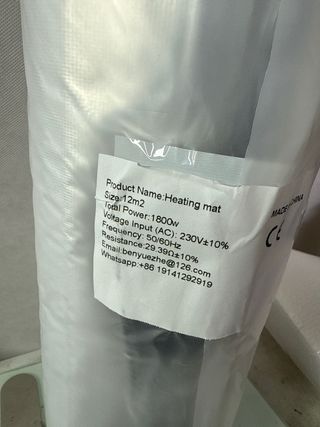 Product Name:Heating mat
Size:12m2
Total Power:1800w
Voltage Input (AC): 230V±10%
Frequency: 50/60Hz
Resistance:29.39Ω±10%
Email:benyuezhe@126.com
Whatsapp:+86 19141292919
MADE IN CHINA
CE